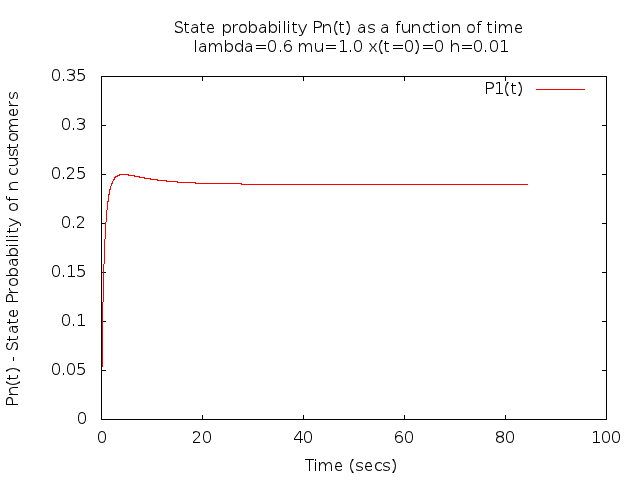 State probability Pn(t) as a function of time
lambda=0.6 mu=1.0 x(t=0)=0 h=0.01
Pn(t) - State Probability of n customers
0.35
0.3
0.25
0.2
0.15
0.1
0.05
0
P1(t)
0 20 40 60 80 100
Time (secs)